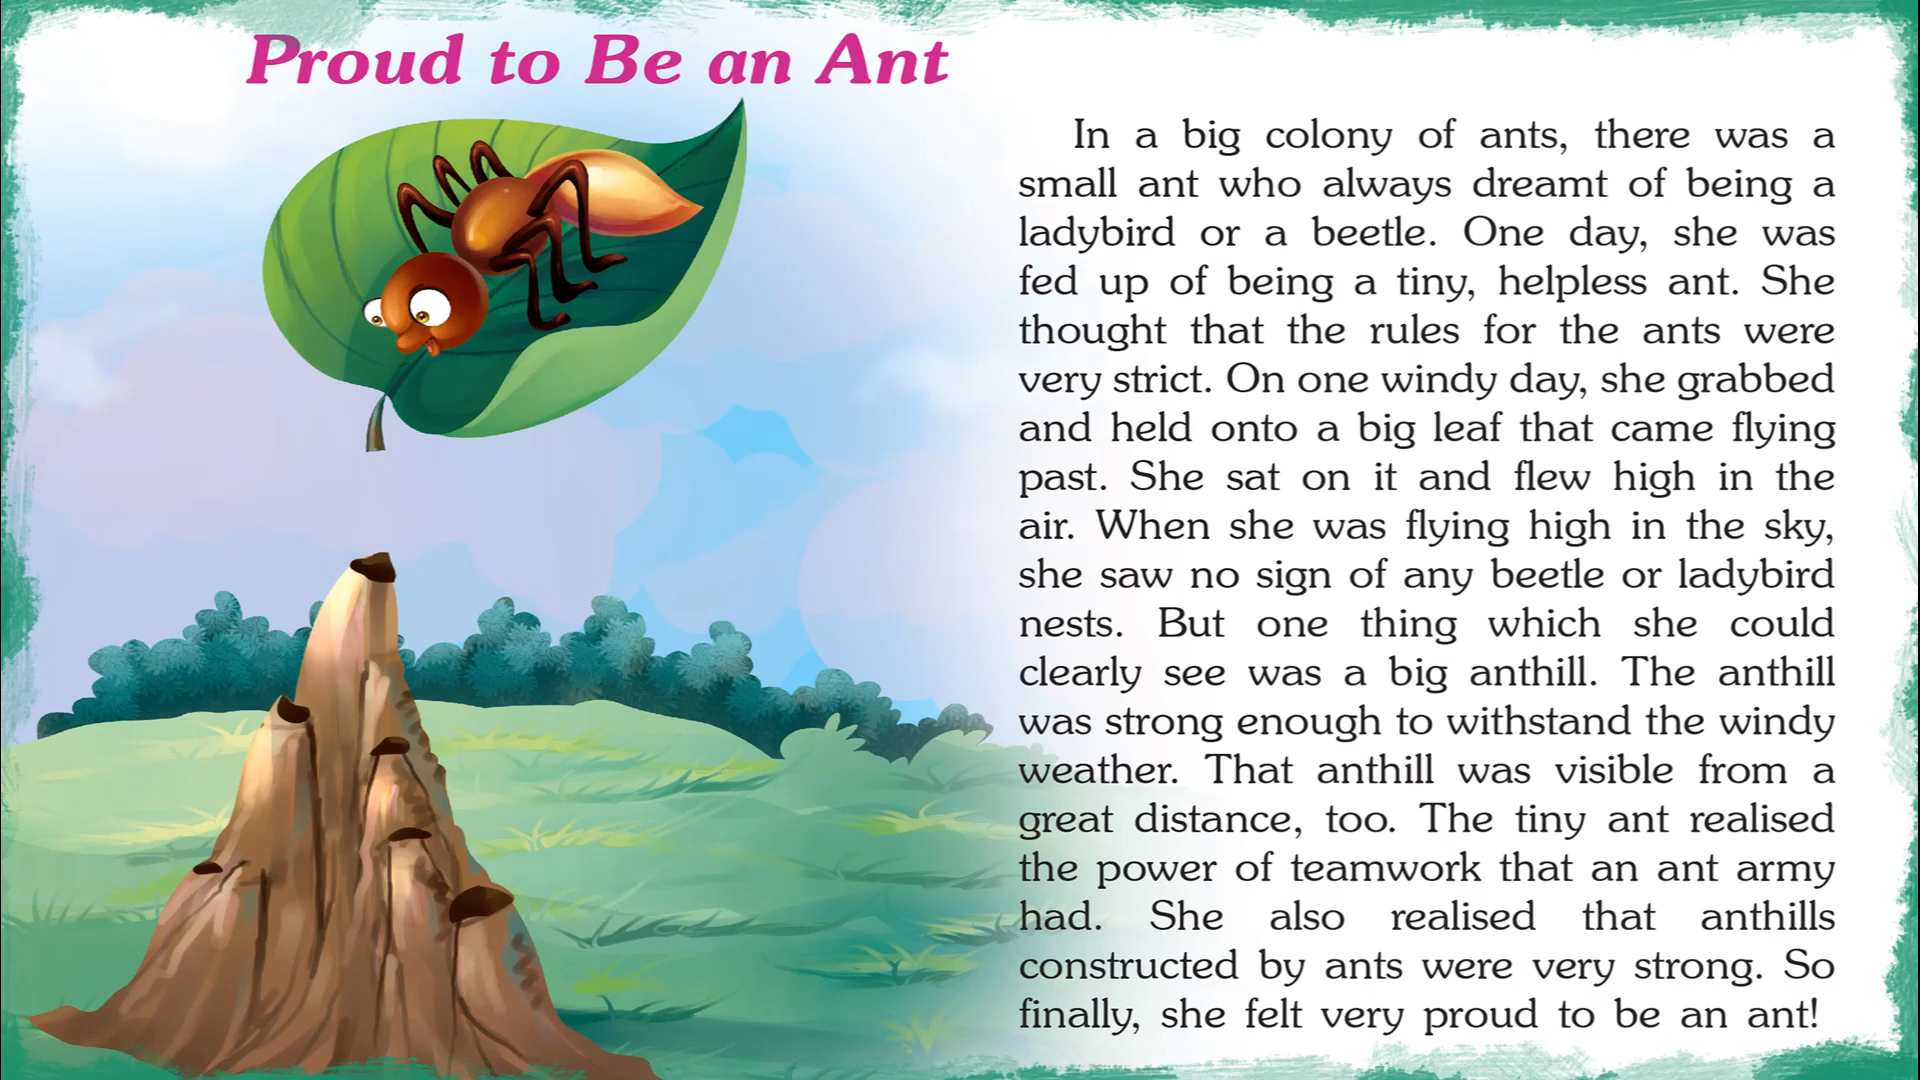 Proud to Be an Ant
In a big colony of ants, there was a
small ant who always dreamt of being a
ladybird or a beetle. One day, she was
fed up of being a tiny, helpless ant. She
thought that the rules for the ants were
very strict. On one windy day, she grabbed
and held onto a big leaf that came flying
past. She sat on it and flew high in the
air. When she was flying high in the sky,
she saw no sign of any beetle or ladybird
nests. But one thing which she could
clearly see was a big anthill. The anthill
was strong enough to withstand the windy
weather. That anthill was visible from a
great distance, too. The tiny ant realised
the power of teamwork that an ant army
had. She also realised that anthills
constructed by ants were very strong. So
finally, she felt very proud to be an ant!